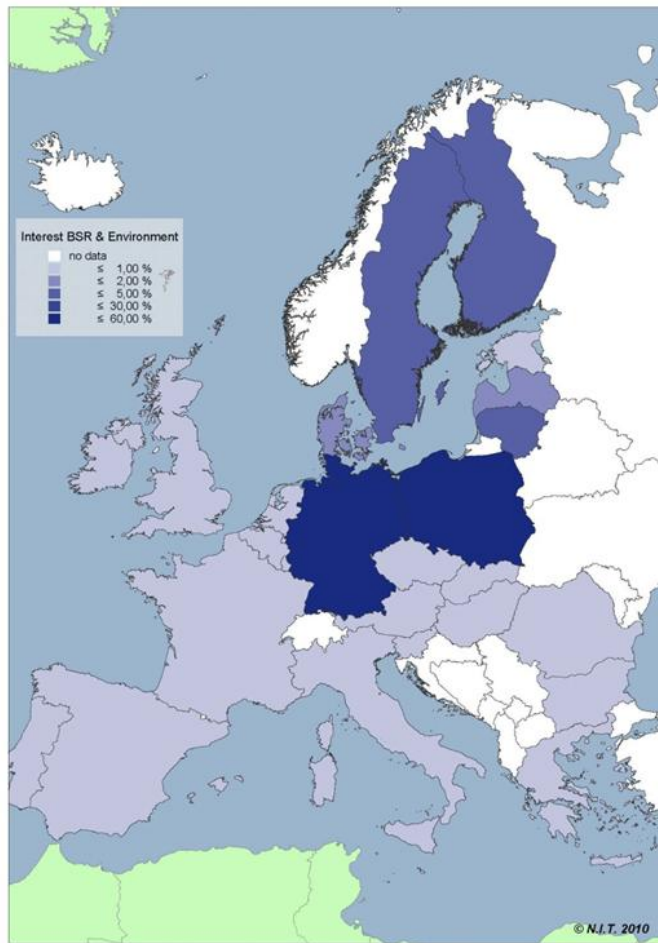 Interest BSR & Environment
no data
≤ 1,00 %
≤ 2,00 %
≤ 5,00 %
≤ 30,00 %
≤ 60,00 %
© N.I.T. 2010